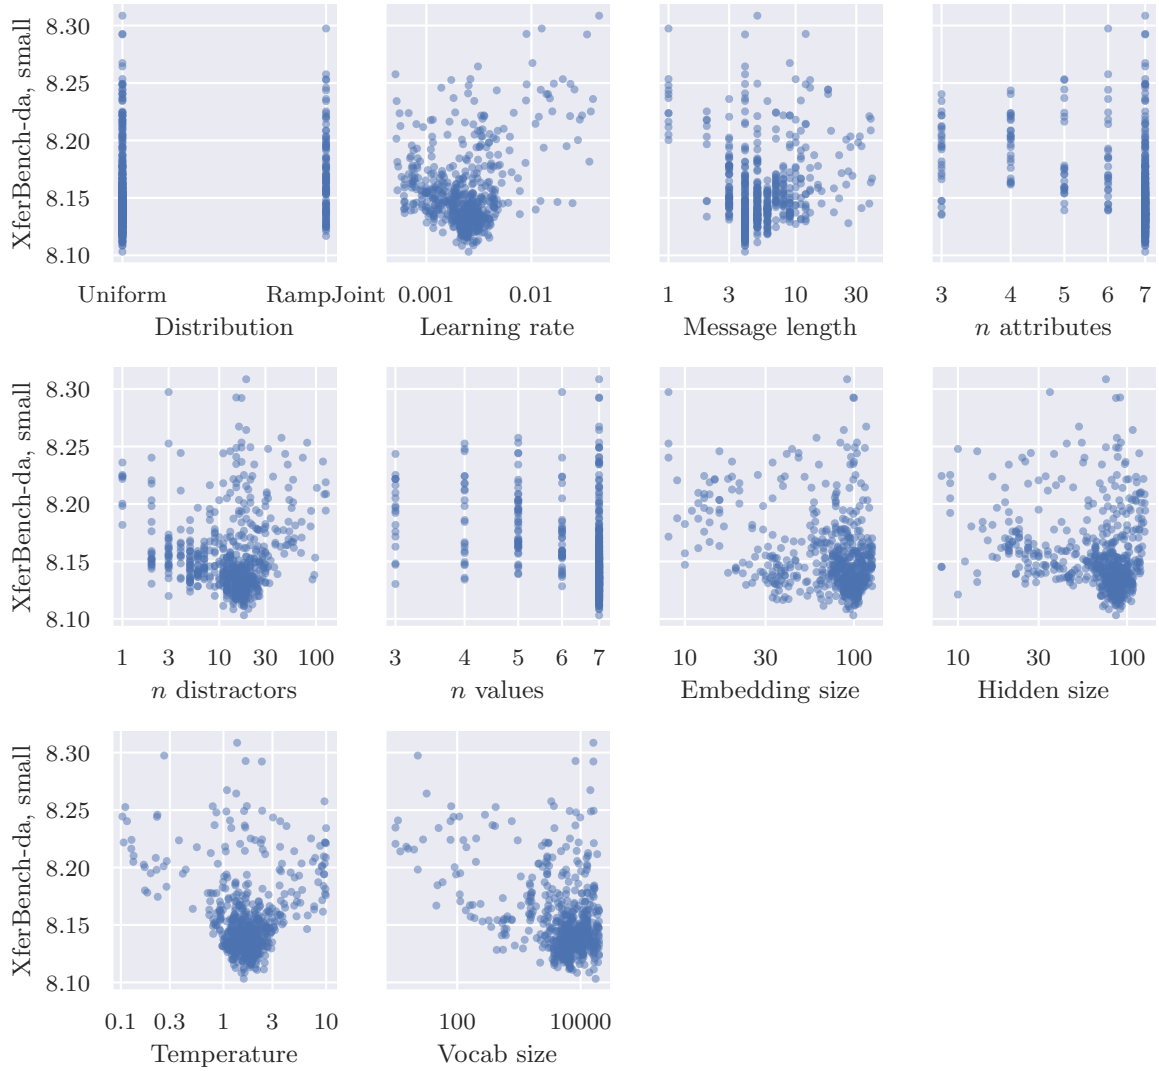 XferBench-da, small
8.30
8.25
8.20
8.15
8.10
Uniform RampJoint
Distribution
0.001 0.01
Learning rate
1 3 10 30
Message length
3 4 5 6 7
n attributes
XferBench-da, small
8.30
8.25
8.20
8.15
8.10
1 3 10 30 100
n distractors
3 4 5 6 7
n values
10 30 100
Embedding size
10 30 100
Hidden size
XferBench-da, small
8.30
8.25
8.20
8.15
8.10
0.1 0.3 1 3 10
Temperature
100 10000
Vocab size